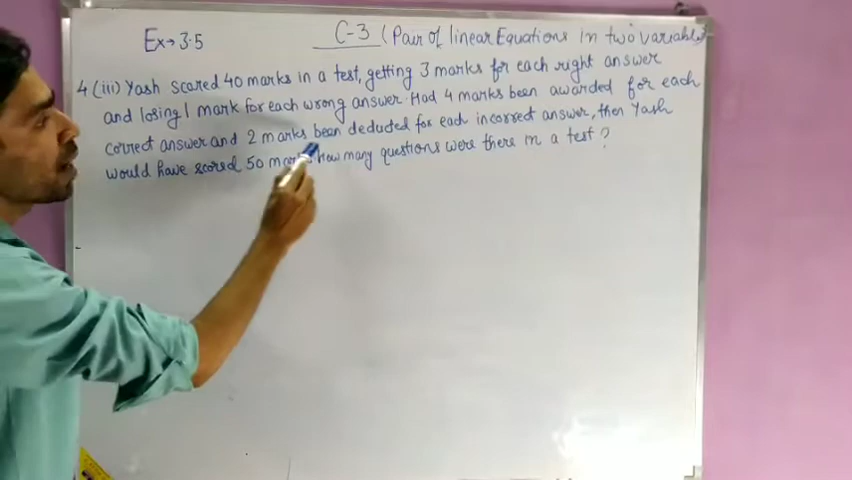 Ex→3.5 C-3 (Pair of linear Equations in two variables)
4(iii) Yash scored 40 marks in a test, getting 3 marks for each right answer
and losing 1 mark for each wrong answer. Had 4 marks been awarded for each
correct answer and 2 marks been deducted for each incorrect answer, then Yash
would have scored 50 marks. how many questions were there in a test?